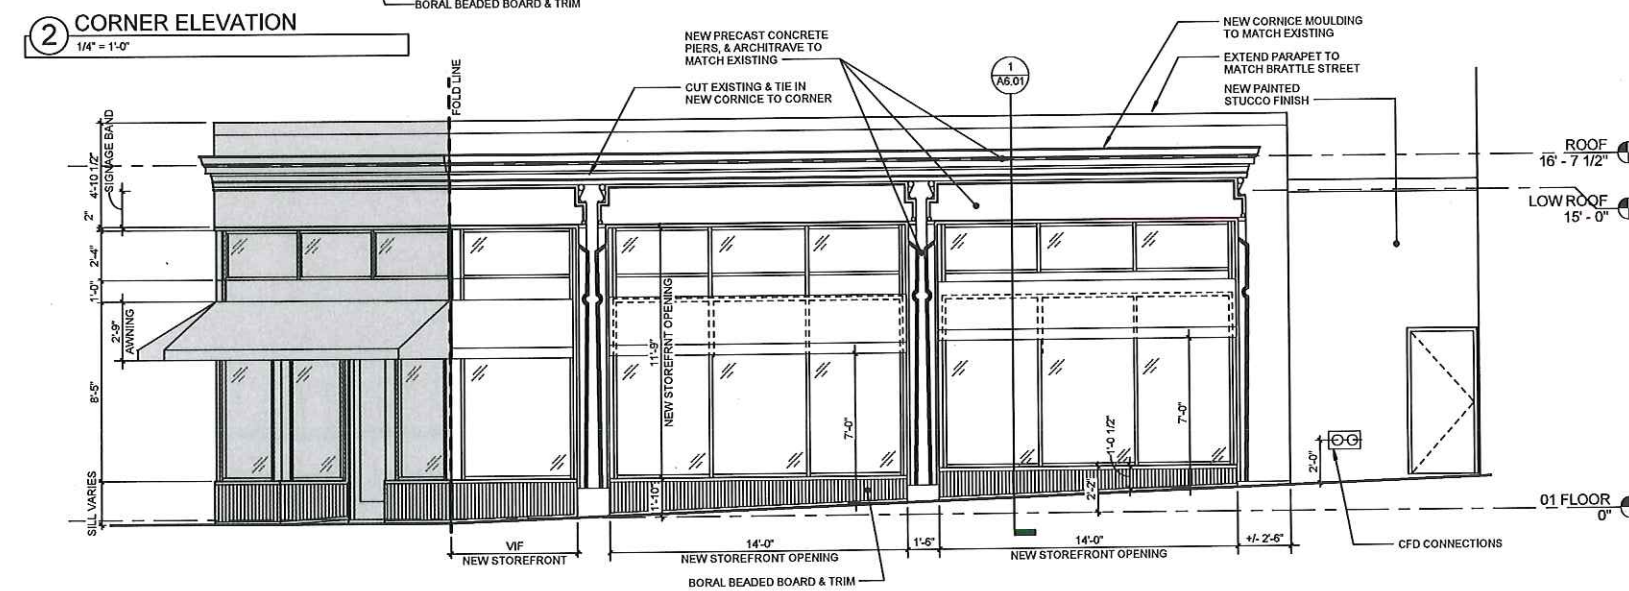 BORAL BEADED BOARD & TRIM
2
CORNER ELEVATION
1/4" = 1'-0"
NEW PRECAST CONCRETE
PIERS, & ARCHITRAVE TO
MATCH EXISTING
CUT EXISTING & TIE IN
NEW CORNICE TO CORNER
1
A6.01
NEW CORNICE MOULDING
TO MATCH EXISTING
EXTEND PARAPET TO
MATCH BRATTLE STREET
NEW PAINTED
STUCCO FINISH
FOLD LINE
SIGNAGE BAND
4'-10 1/2"
2"
2'-4"
1'-0"
2'-9"
AWNING
8'-5"
SILL VARIES
ROOF
16' - 7 1/2"
LOW ROOF
15' - 0"
11'-9"
NEW STOREFRNT OPENING
1'-10"
7'-0"
1'-0 1/2"
2'-2"
7'-0"
2'-0"
01 FLOOR
0"
VIF
NEW STOREFRONT
14'-0"
NEW STOREFRONT OPENING
1'-6"
14'-0"
NEW STOREFRONT OPENING
+/- 2'-6"
CFD CONNECTIONS
BORAL BEADED BOARD & TRIM